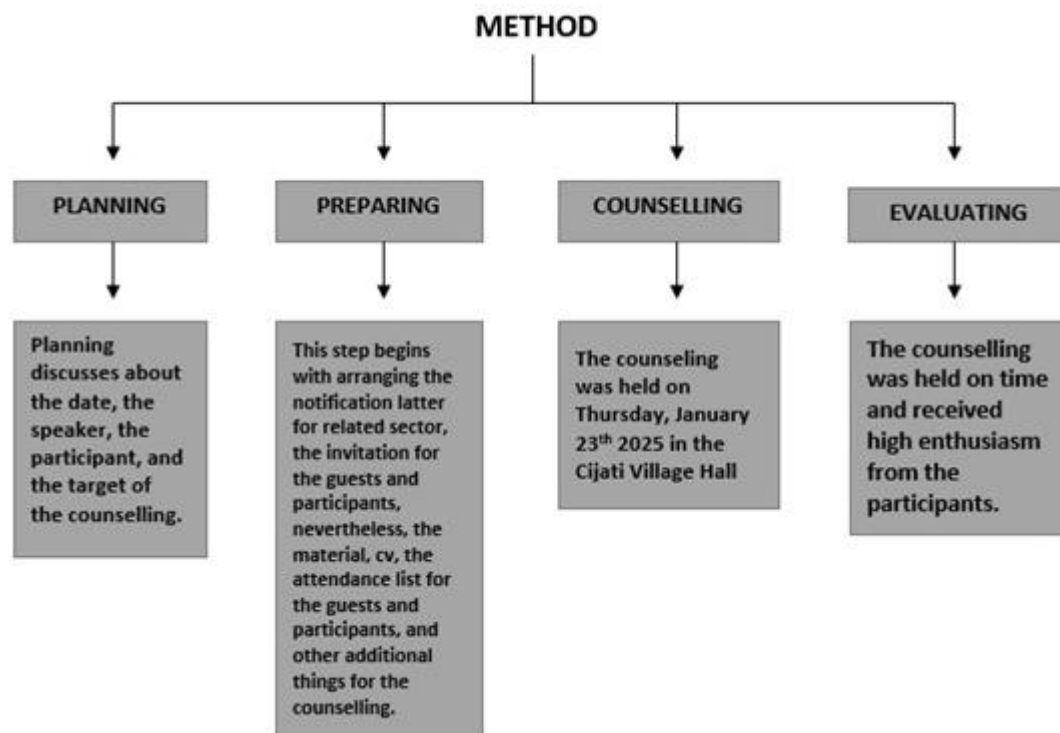 METHOD
PLANNING
PREPARING
COUNSELLING
EVALUATING
Planning
discusses about
the date, the
speaker, the
participant, and
the target of
the counselling.
This step begins
with arranging the
notification latter
for related sector,
the invitation for
the guests and
participants,
nevertheless, the
material, cv, the
attendance list for
the guests and
participants, and
other additional
things for the
counselling.
The counseling
was held on
Thursday, January
23th 2025 in the
Cijati Village Hall
The counselling
was held on time
and received
high enthusiasm
from the
participants.